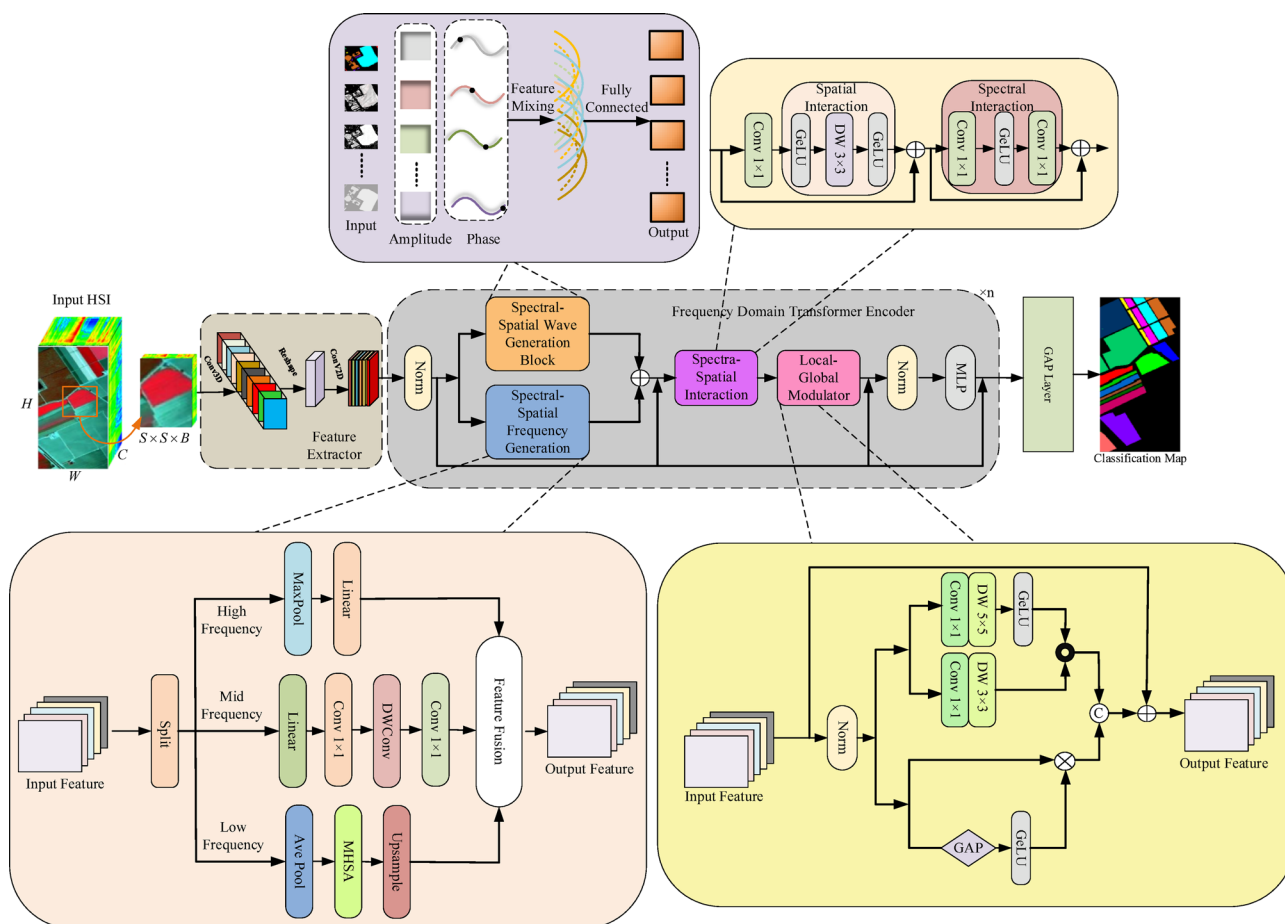 Input
Amplitude
Phase
Feature
Mixing
Fully
Connected
Output
Conv 1×1
Spatial
Interaction
GeLU
DW 3×3
GeLU
Spectral
Interaction
Conv 1×1
GeLU
Conv 1×1
Input HSI
H
W
C
S×S×B
Conv3D
Reshape
ConV2D
Feature
Extractor
Norm
Spectral-
Spatial Wave
Generation
Block
Spectral-
Spatial
Frequency
Generation
Frequency Domain Transformer Encoder
×n
Spectra-
Spatial
Interaction
Local-
Global
Modulator
Norm
MLP
GAP Layer
Classification Map
Input Feature
Split
High
Frequency
MaxPool
Linear
Mid
Frequency
Linear
Conv 1×1
DWConv
Conv 1×1
Low
Frequency
Ave Pool
MHSA
Upsample
Feature Fusion
Output Feature
Input Feature
Norm
Conv 1×1
DW 5×5
GeLU
Conv 1×1
DW 3×3
GAP
GeLU
C
Output Feature